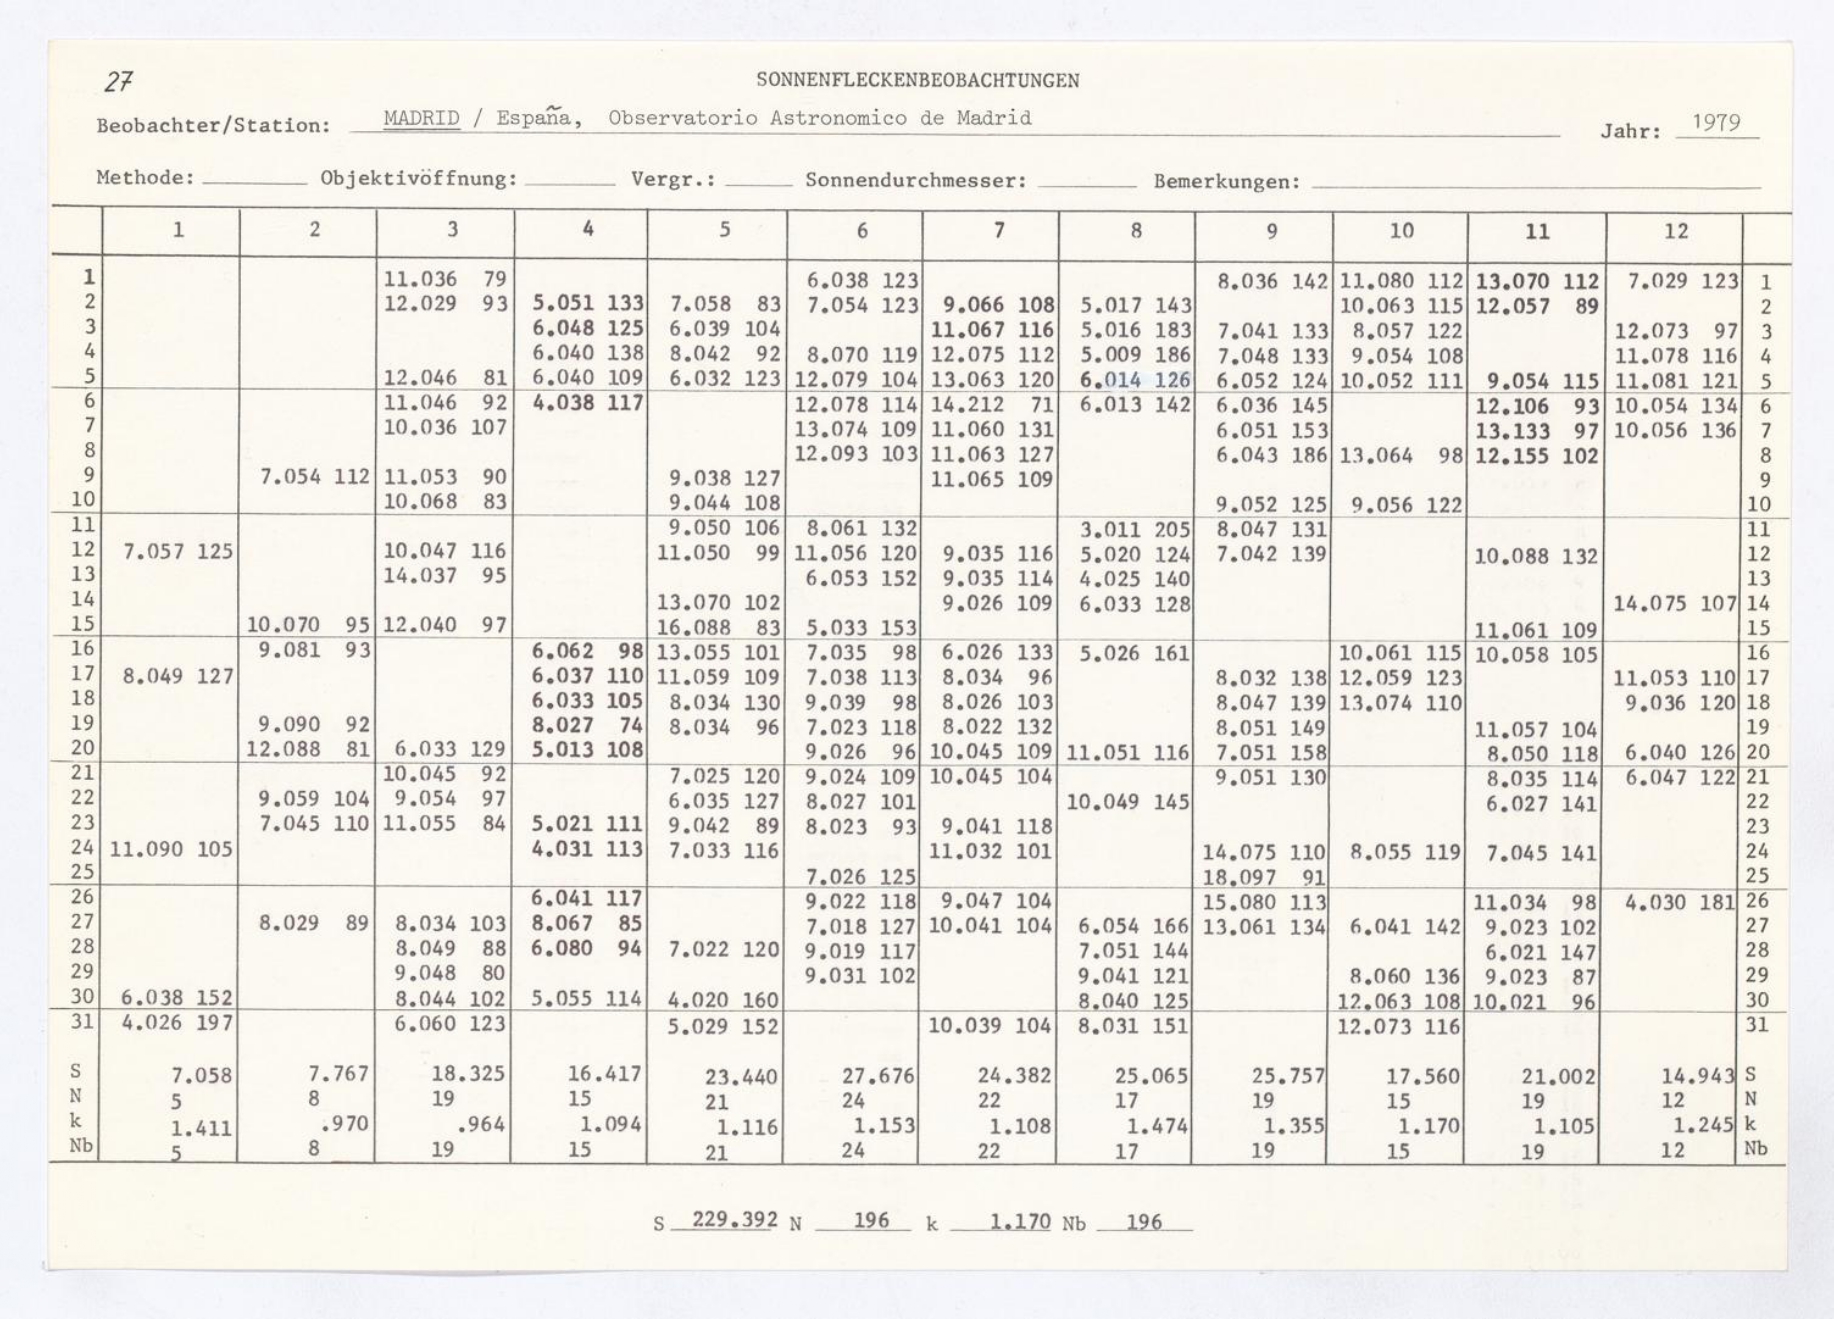 27
SONNENFLECKENBEOBACHTUNGEN
Beobachter/Station: MADRID / España, Observatorio Astronomico de Madrid Jahr: 1979
Methode: Objektivöffnung: Vergr.: Sonnendurchmesser: Bemerkungen:
1 2 3 4 5 6 7 8 9 10 11 12
1 11.036 79 6.038 123 8.036 142 11.080 112 13.070 112 7.029 123 1
2 12.029 93 5.051 133 7.058 83 7.054 123 9.066 108 5.017 143 10.063 115 12.057 89 2
3 6.048 125 6.039 104 11.067 116 5.016 183 7.041 133 8.057 122 12.073 97 3
4 6.040 138 8.042 92 8.070 119 12.075 112 5.009 186 7.048 133 9.054 108 11.078 116 4
5 12.046 81 6.040 109 6.032 123 12.079 104 13.063 120 6.014 126 6.052 124 10.052 111 9.054 115 11.081 121 5
6 11.046 92 4.038 117 12.078 114 14.212 71 6.013 142 6.036 145 12.106 93 10.054 134 6
7 10.036 107 13.074 109 11.060 131 6.051 153 13.133 97 10.056 136 7
8 12.093 103 11.063 127 6.043 186 13.064 98 12.155 102 8
9 7.054 112 11.053 90 9.038 127 11.065 109 9
10 10.068 83 9.044 108 9.052 125 9.056 122 10
11 9.050 106 8.061 132 3.011 205 8.047 131 11
12 7.057 125 10.047 116 11.050 99 11.056 120 9.035 116 5.020 124 7.042 139 10.088 132 12
13 14.037 95 6.053 152 9.035 114 4.025 140 13
14 13.070 102 9.026 109 6.033 128 14.075 107 14
15 10.070 95 12.040 97 16.088 83 5.033 153 11.061 109 15
16 9.081 93 6.062 98 13.055 101 7.035 98 6.026 133 5.026 161 10.061 115 10.058 105 16
17 8.049 127 6.037 110 11.059 109 7.038 113 8.034 96 8.032 138 12.059 123 11.053 110 17
18 6.033 105 8.034 130 9.039 98 8.026 103 8.047 139 13.074 110 9.036 120 18
19 9.090 92 8.027 74 8.034 96 7.023 118 8.022 132 8.051 149 11.057 104 19
20 12.088 81 6.033 129 5.013 108 9.026 96 10.045 109 11.051 116 7.051 158 8.050 118 6.040 126 20
21 10.045 92 7.025 120 9.024 109 10.045 104 9.051 130 8.035 114 6.047 122 21
22 9.059 104 9.054 97 6.035 127 8.027 101 10.049 145 6.027 141 22
23 7.045 110 11.055 84 5.021 111 9.042 89 8.023 93 9.041 118 23
24 11.090 105 4.031 113 7.033 116 11.032 101 14.075 110 8.055 119 7.045 141 24
25 7.026 125 18.097 91 25
26 6.041 117 9.022 118 9.047 104 15.080 113 11.034 98 4.030 181 26
27 8.029 89 8.034 103 8.067 85 7.018 127 10.041 104 6.054 166 13.061 134 6.041 142 9.023 102 27
28 8.049 88 6.080 94 7.022 120 9.019 117 7.051 144 6.021 147 28
29 9.048 80 9.031 102 9.041 121 8.060 136 9.023 87 29
30 6.038 152 8.044 102 5.055 114 4.020 160 8.040 125 12.063 108 10.021 96 30
31 4.026 197 6.060 123 5.029 152 10.039 104 8.031 151 12.073 116 31
S 7.058 7.767 18.325 16.417 23.440 27.676 24.382 25.065 25.757 17.560 21.002 14.943 S
N 5 8 19 15 21 24 22 17 19 15 19 12 N
k 1.411 .970 .964 1.094 1.116 1.153 1.108 1.474 1.355 1.170 1.105 1.245 k
Nb 5 8 19 15 21 24 22 17 19 15 19 12 Nb
S 229.392 N 196 k 1.170 Nb 196